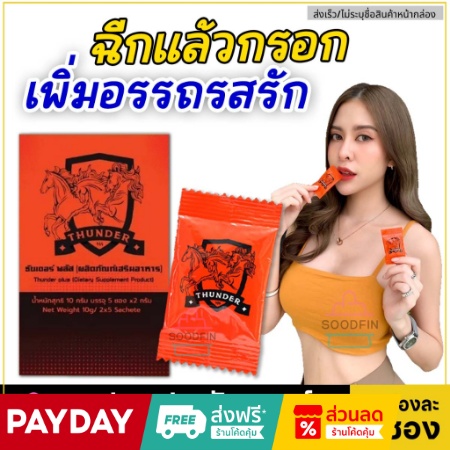 ส่งเร็ว/ไม่ระบุชื่อสินค้าหน้ากล่อง
ฉีกแล้วกรอก
เพิ่มอรรถรสรัก
THUNDER
ธันเดอร์ พลัส (ผลิตภัณฑ์เสริมอาหาร)
Thunder plus (Dietary Supplement Product)
น้ำหนักสุทธิ 10 กรัม บรรจุ 5 ซอง x2 กรัม
Net Weight 10g/ 2x5 Sachets
THUNDER
SOODFIN
SOODFIN
PAYDAY
FREE
ส่งฟรี*
ร้านโค้ดคุ้ม
%
ส่วนลด
ร้านโค้ดคุ้ม
องละ